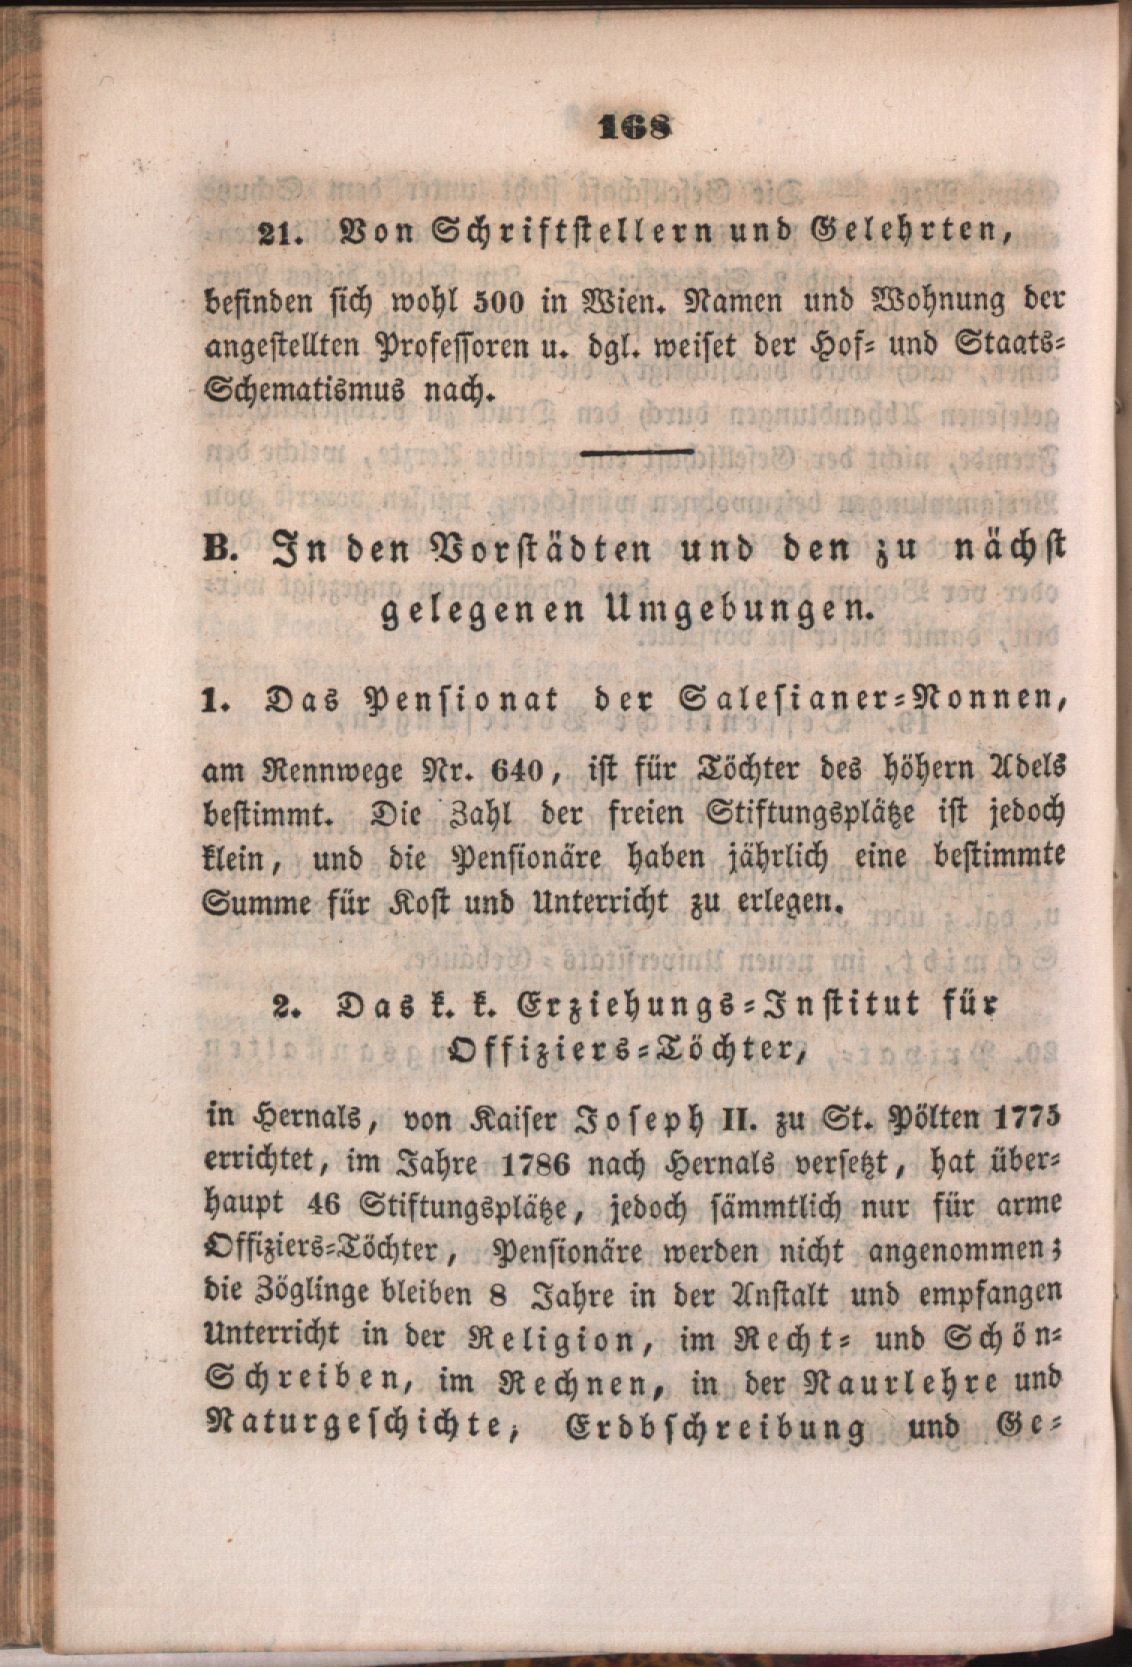 168
21. Von Schriftstellern und Gelehrten,
befinden sich wohl 500 in Wien. Namen und Wohnung der
angestellten Professoren u. dgl. weiset der Hof- und Staats-
Schematismus nach.
B. In den Vorstädten und den zu nächst
gelegenen Umgebungen.
1. Das Pensionat der Salesianer-Nonnen,
am Rennwege Nr. 640, ist für Töchter des höhern Adels
bestimmt. Die Zahl der freien Stiftungsplätze ist jedoch
klein, und die Pensionäre haben jährlich eine bestimmte
Summe für Kost und Unterricht zu erlegen.
2. Das k. k. Erziehungs-Institut für
Offiziers-Töchter,
in Hernals, von Kaiser Joseph II. zu St. Pölten 1775
errichtet, im Jahre 1786 nach Hernals versetzt, hat über-
haupt 46 Stiftungsplätze, jedoch sämmtlich nur für arme
Offiziers-Töchter, Pensionäre werden nicht angenommen;
die Zöglinge bleiben 8 Jahre in der Anstalt und empfangen
Unterricht in der Religion, im Recht- und Schön-
Schreiben, im Rechnen, in der Naurlehre und
Naturgeschichte, Erdbschreibung und Ge-